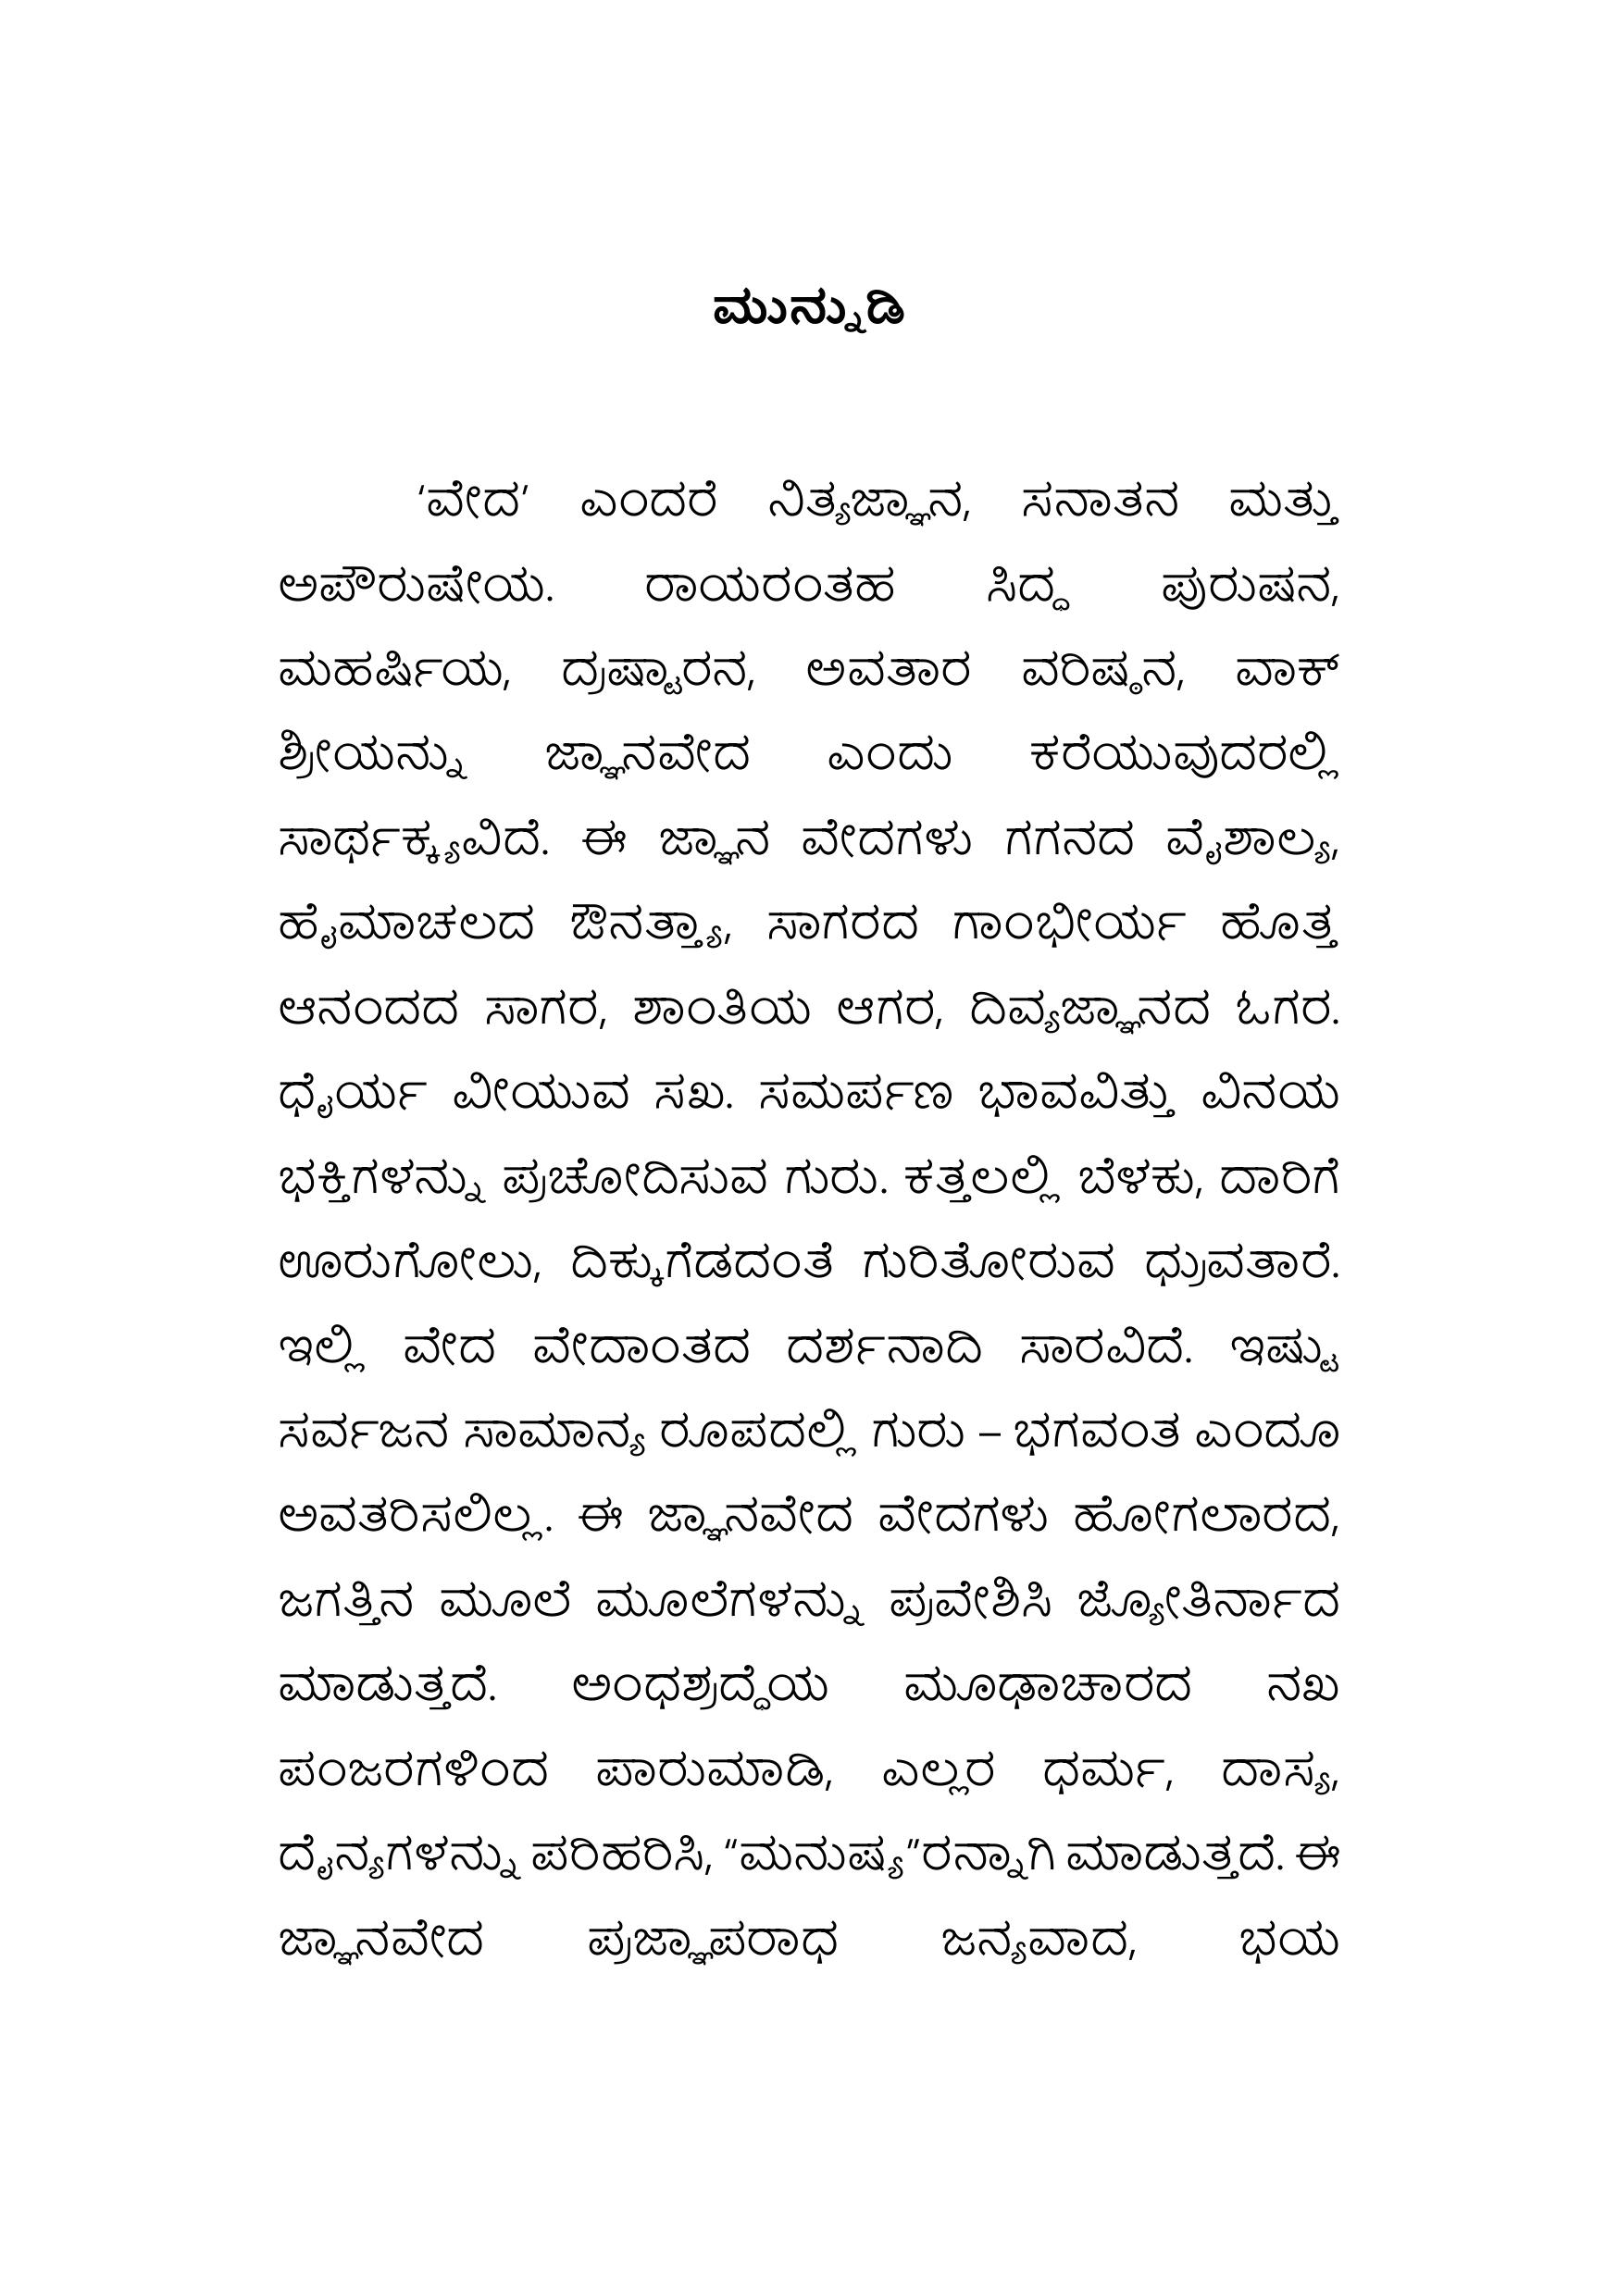 ಮುನ್ನುಡಿ
‘ವೇದ’ ಎಂದರೆ ನಿತ್ಯಜ್ಞಾನ, ಸನಾತನ ಮತ್ತು
ಅಪೌರುಷೇಯ. ರಾಯರಂತಹ ಸಿದ್ಧ ಪುರುಷನ,
ಮಹರ್ಷಿಯ, ದ್ರಷ್ಟಾರನ, ಅವತಾರ ವರಿಷ್ಠನ, ವಾಕ್
ಶ್ರೀಯನ್ನು ಜ್ಞಾನವೇದ ಎಂದು ಕರೆಯುವುದರಲ್ಲಿ
ಸಾರ್ಥಕ್ಕ್ಯವಿದೆ. ಈ ಜ್ಞಾನ ವೇದಗಳು ಗಗನದ ವೈಶಾಲ್ಯ,
ಹೈಮಾಚಲದ ಔನತ್ತ್ಯಾ, ಸಾಗರದ ಗಾಂಭೀರ್ಯ ಹೊತ್ತ
ಆನಂದದ ಸಾಗರ, ಶಾಂತಿಯ ಆಗರ, ದಿವ್ಯಜ್ಞಾನದ ಓಗರ.
ಧೈರ್ಯ ವೀಯುವ ಸಖ. ಸಮರ್ಪಣ ಭಾವವಿತ್ತು ವಿನಯ
ಭಕ್ತಿಗಳನ್ನು ಪ್ರಚೋದಿಸುವ ಗುರು. ಕತ್ತಲಲ್ಲಿ ಬೆಳಕು, ದಾರಿಗೆ
ಊರುಗೋಲು, ದಿಕ್ಕುಗೆಡದಂತೆ ಗುರಿತೋರುವ ಧ್ರುವತಾರೆ.
ಇಲ್ಲಿ ವೇದ ವೇದಾಂತದ ದರ್ಶನಾದಿ ಸಾರವಿದೆ. ಇಷ್ಟು
ಸರ್ವಜನ ಸಾಮಾನ್ಯ ರೂಪದಲ್ಲಿ ಗುರು – ಭಗವಂತ ಎಂದೂ
ಅವತರಿಸಲಿಲ್ಲ. ಈ ಜ್ಞಾನವೇದ ವೇದಗಳು ಹೋಗಲಾರದ,
ಜಗತ್ತಿನ ಮೂಲೆ ಮೂಲೆಗಳನ್ನು ಪ್ರವೇಶಿಸಿ ಜ್ಯೋತಿರ್ನಾದ
ಮಾಡುತ್ತದೆ. ಅಂಧಶ್ರದ್ಧೆಯ ಮೂಢಾಚಾರದ ನಖ
ಪಂಜರಗಳಿಂದ ಪಾರುಮಾಡಿ, ಎಲ್ಲರ ಧರ್ಮ, ದಾಸ್ಯ,
ದೈನ್ಯಗಳನ್ನು ಪರಿಹರಿಸಿ, “ಮನುಷ್ಯ”ರನ್ನಾಗಿ ಮಾಡುತ್ತದೆ. ಈ
ಜ್ಞಾನವೇದ ಪ್ರಜ್ಞಾಪರಾಧ ಜನ್ಯವಾದ, ಭಯ